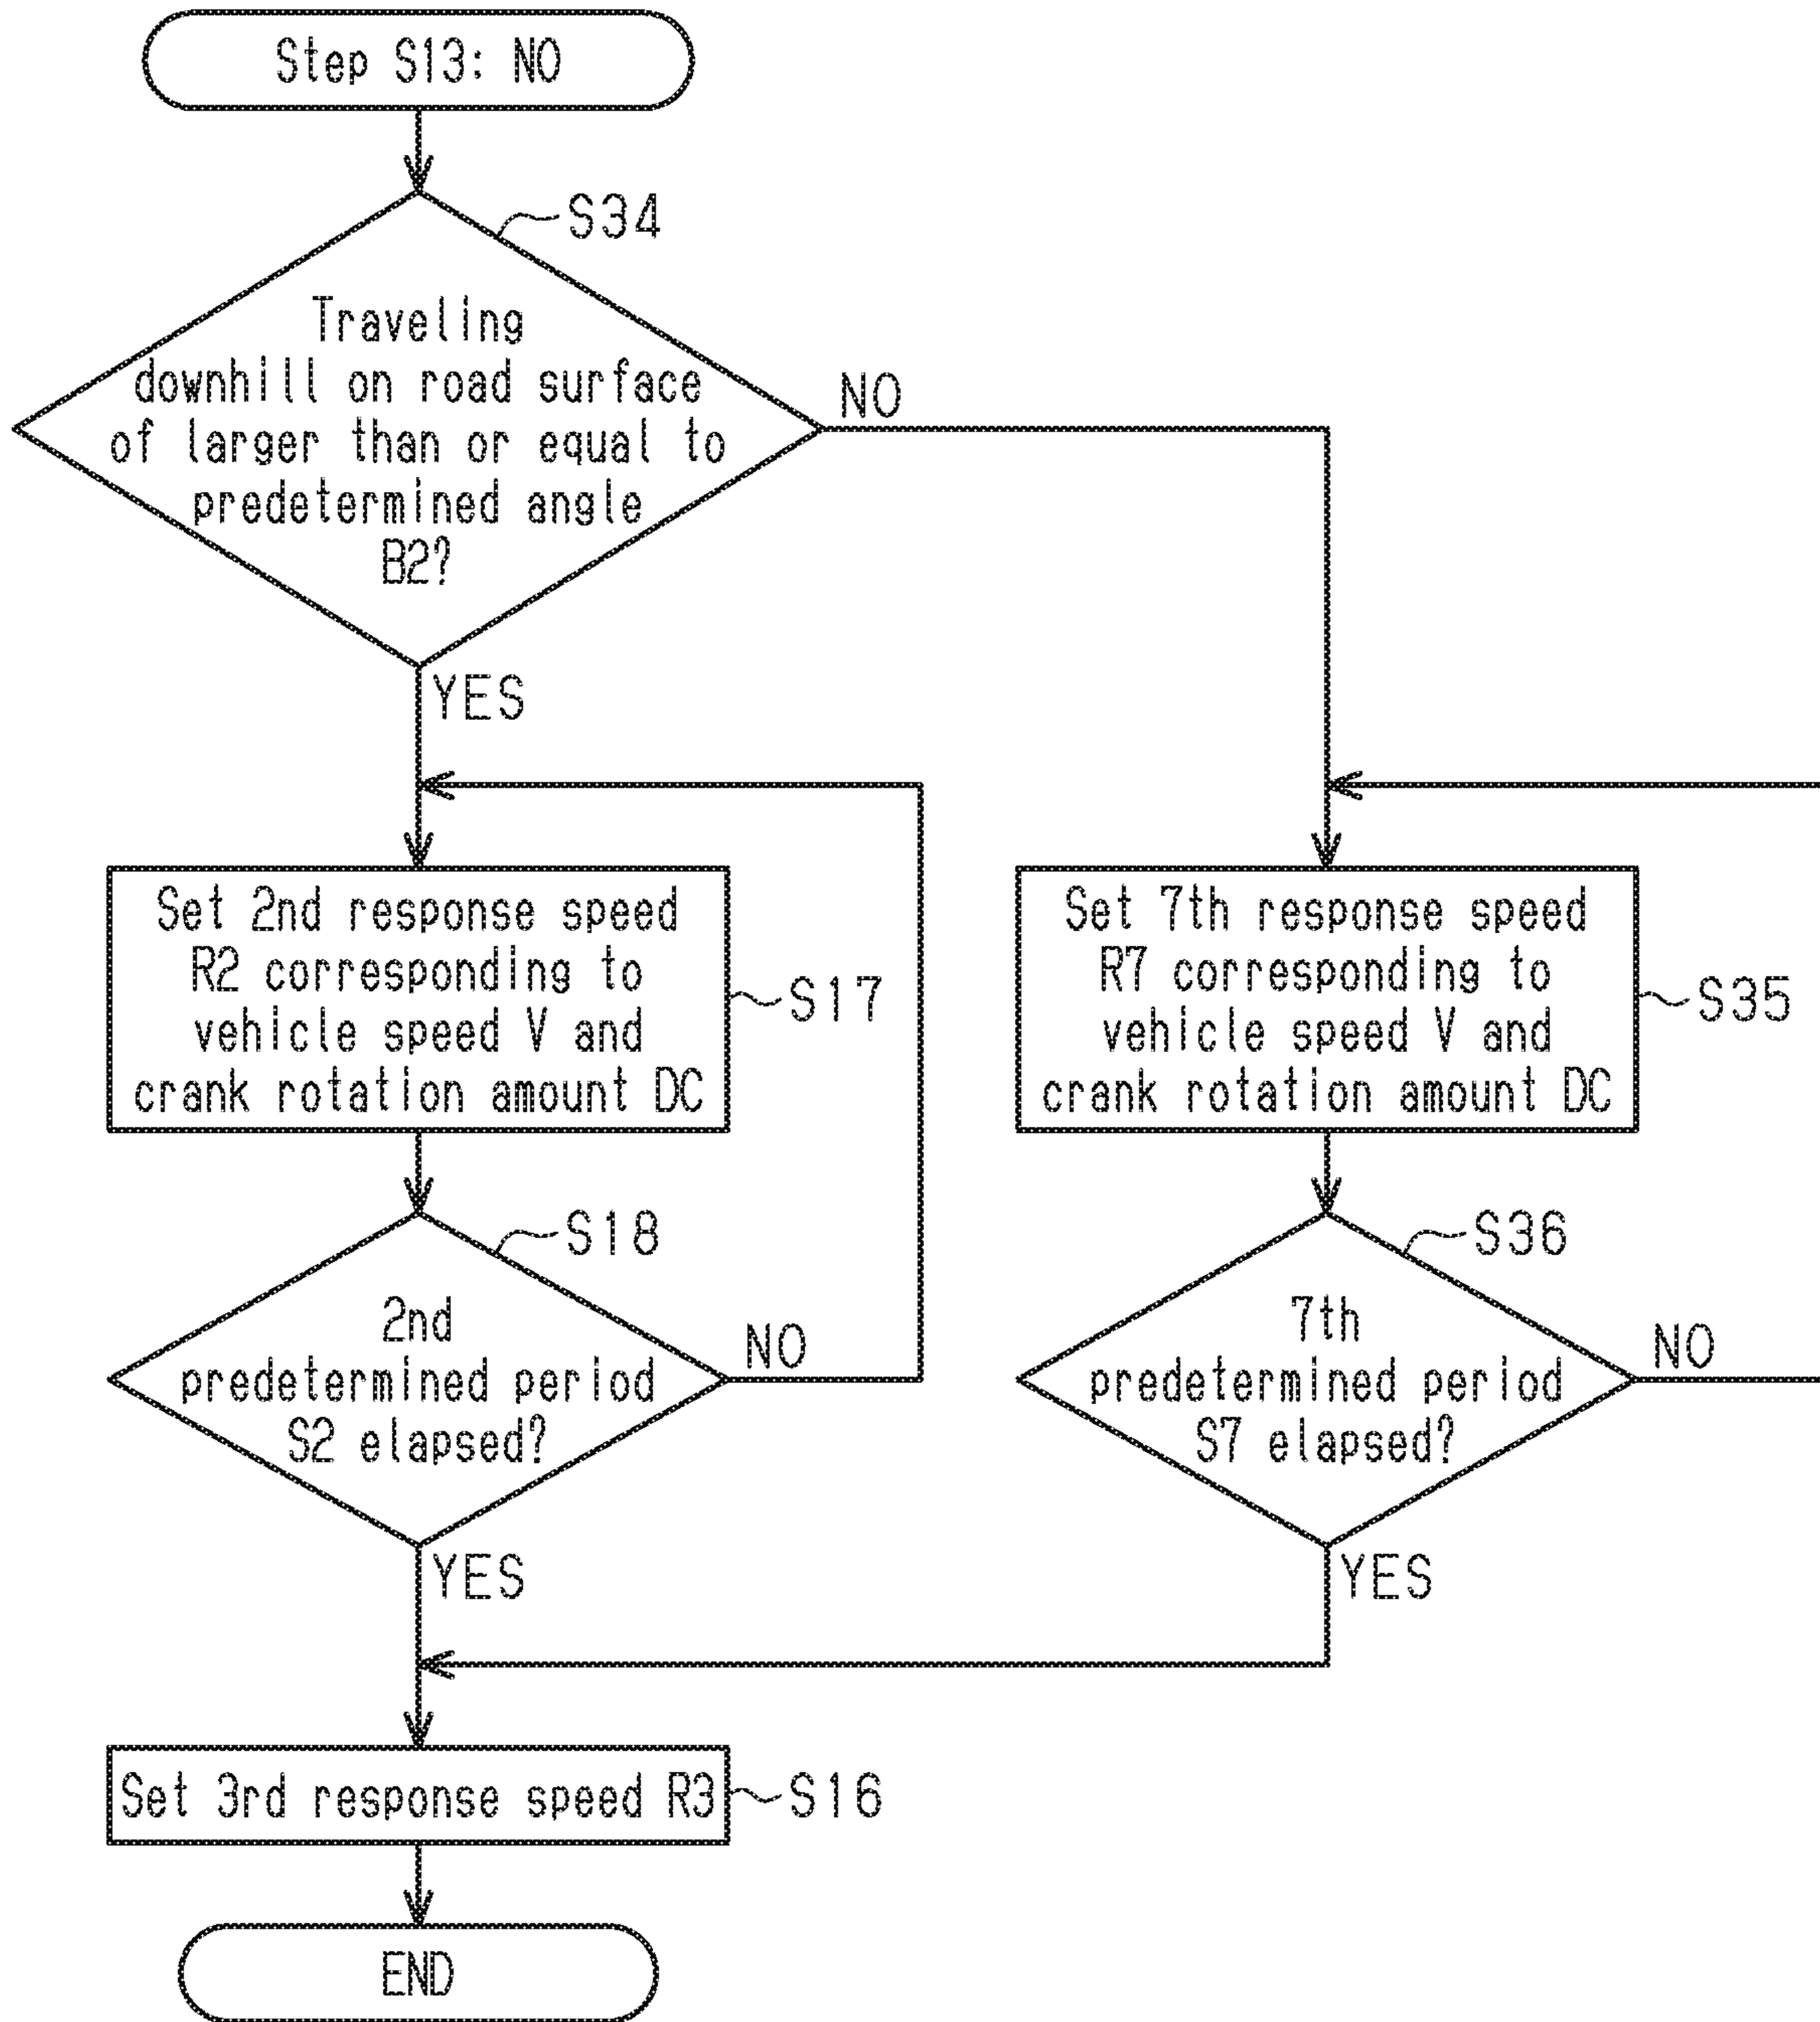 Step S13: NO
S34
Traveling
downhill on road surface
of larger than or equal to
predetermined angle
B2?
NO
YES
Set 2nd response speed
R2 corresponding to
vehicle speed V and
crank rotation amount DC
S17
Set 7th response speed
R7 corresponding to
vehicle speed V and
crank rotation amount DC
S35
S18
2nd
predetermined period
S2 elapsed?
NO
YES
S36
7th
predetermined period
S7 elapsed?
NO
YES
Set 3rd response speed R3
S16
END